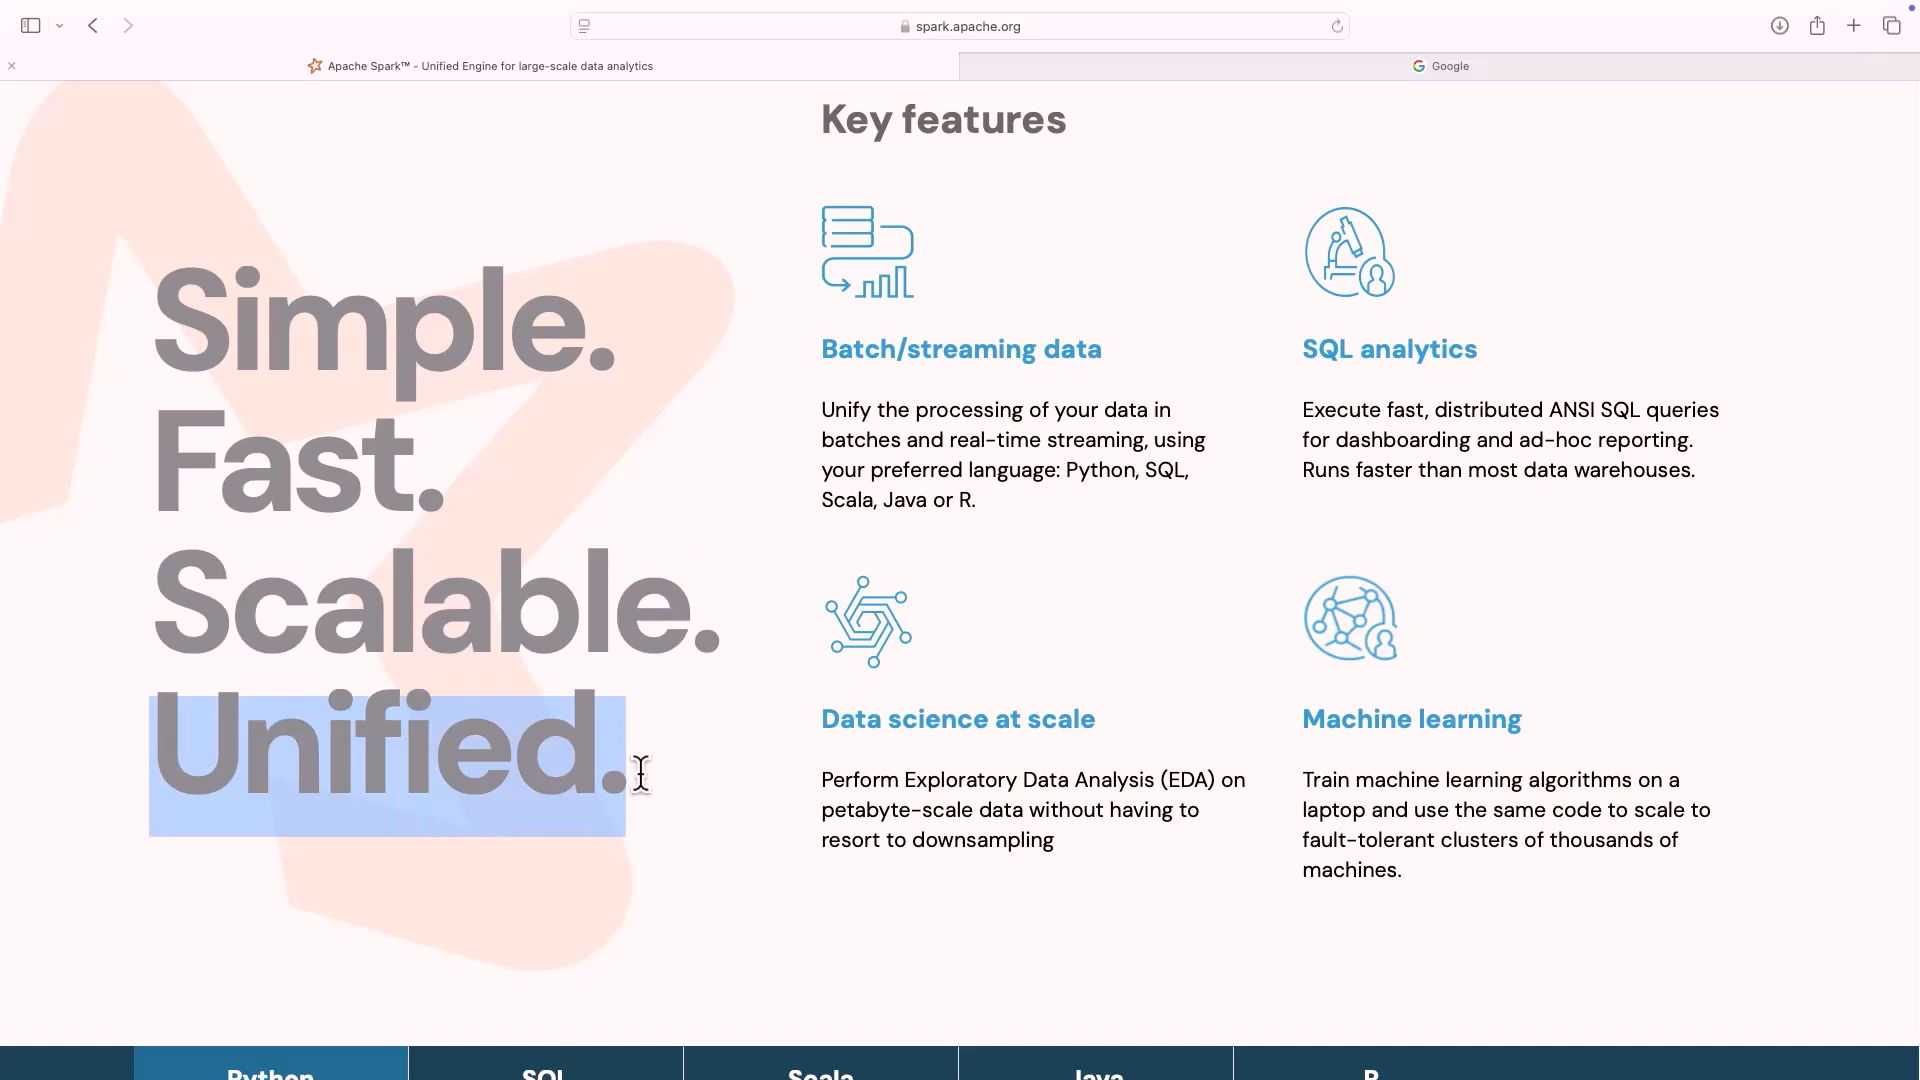 spark.apache.org
Apache Spark™ - Unified Engine for large-scale data analytics
Google
Simple.
Fast.
Scalable.
Unified.
Key features
Batch/streaming data
Unify the processing of your data in
batches and real-time streaming, using
your preferred language: Python, SQL,
Scala, Java or R.
SQL analytics
Execute fast, distributed ANSI SQL queries
for dashboarding and ad-hoc reporting.
Runs faster than most data warehouses.
Data science at scale
Perform Exploratory Data Analysis (EDA) on
petabyte-scale data without having to
resort to downsampling
Machine learning
Train machine learning algorithms on a
laptop and use the same code to scale to
fault-tolerant clusters of thousands of
machines.
Python
SQL
Scala
Java
R